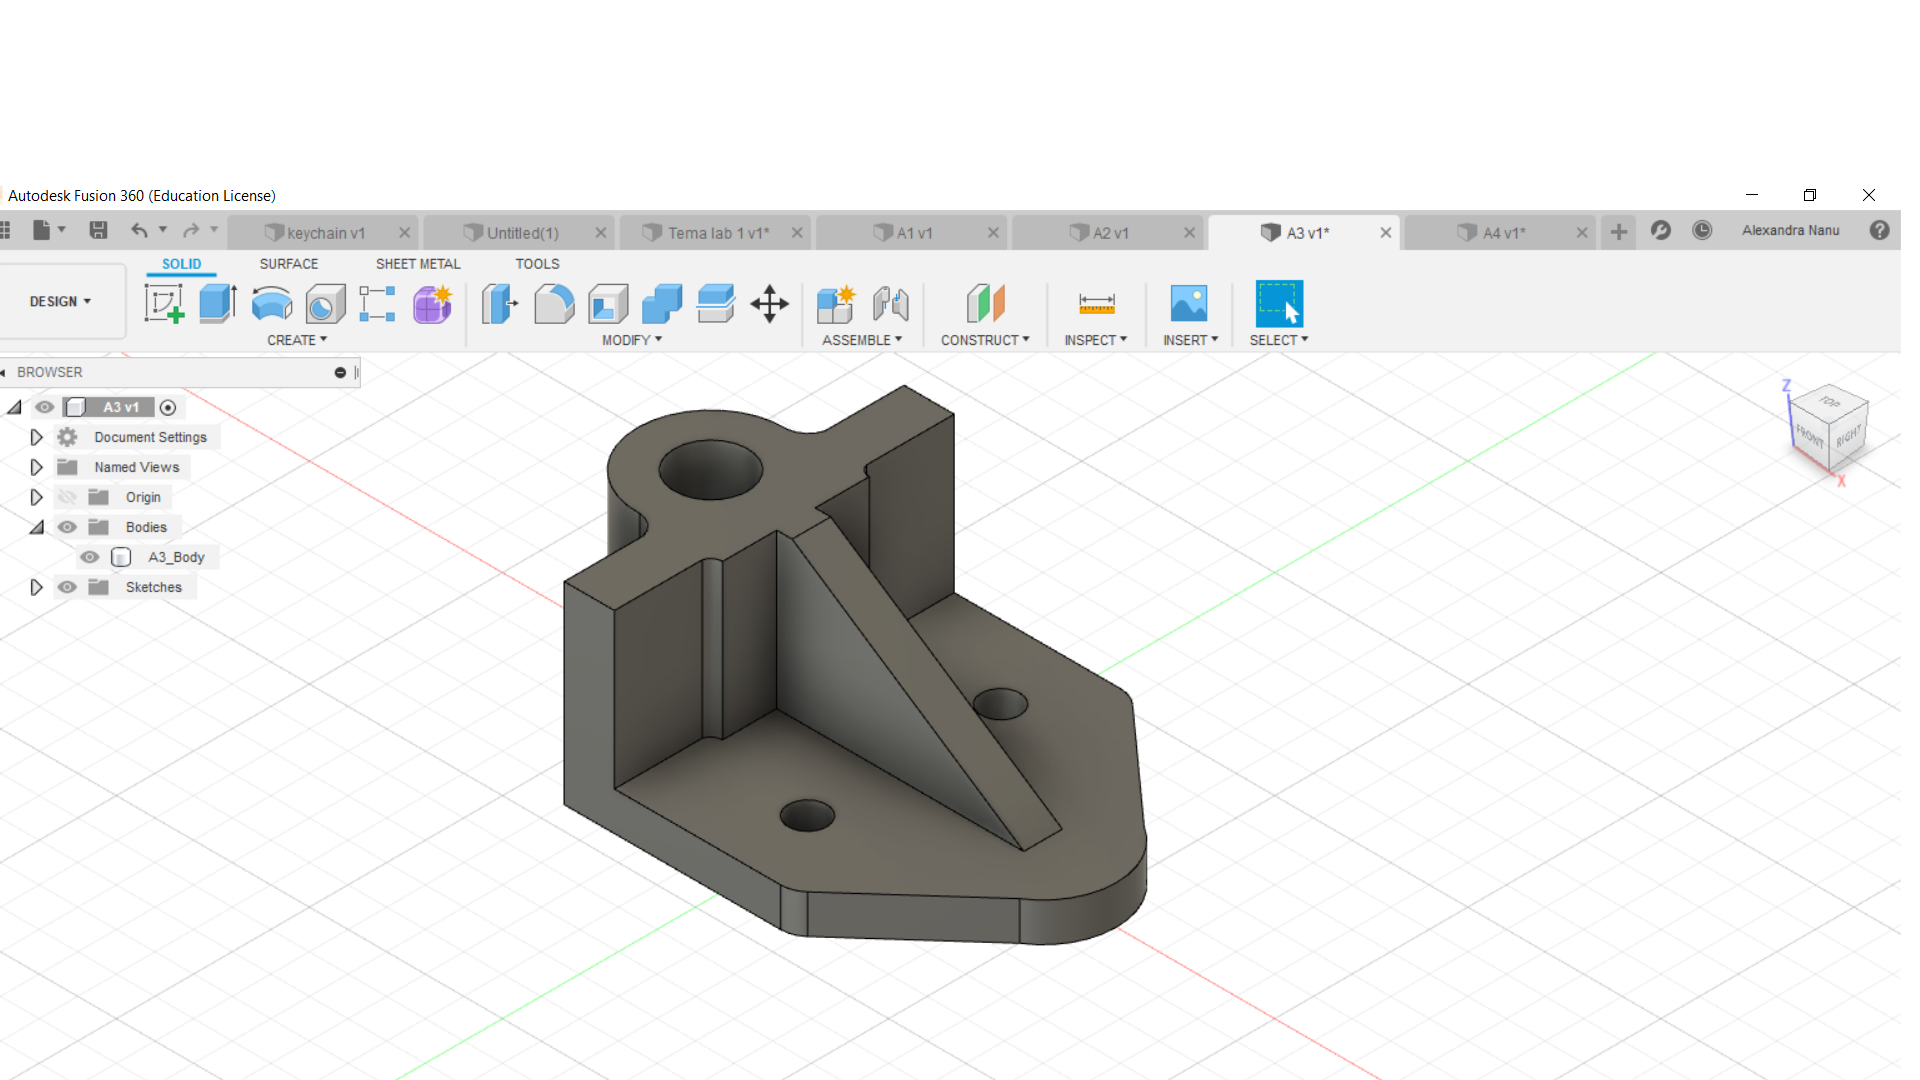 Autodesk Fusion 360 (Education License)
keychain v1
Untitled(1)
Tema lab 1 v1*
A1 v1
A2 v1
A3 v1*
A4 v1*
Alexandra Nanu
SOLID SURFACE SHEET METAL TOOLS
DESIGN
CREATE MODIFY ASSEMBLE CONSTRUCT INSPECT INSERT SELECT
BROWSER
A3 v1
Document Settings
Named Views
Origin
Bodies
A3_Body
Sketches
Z
TOP
FRONT
RIGHT
X